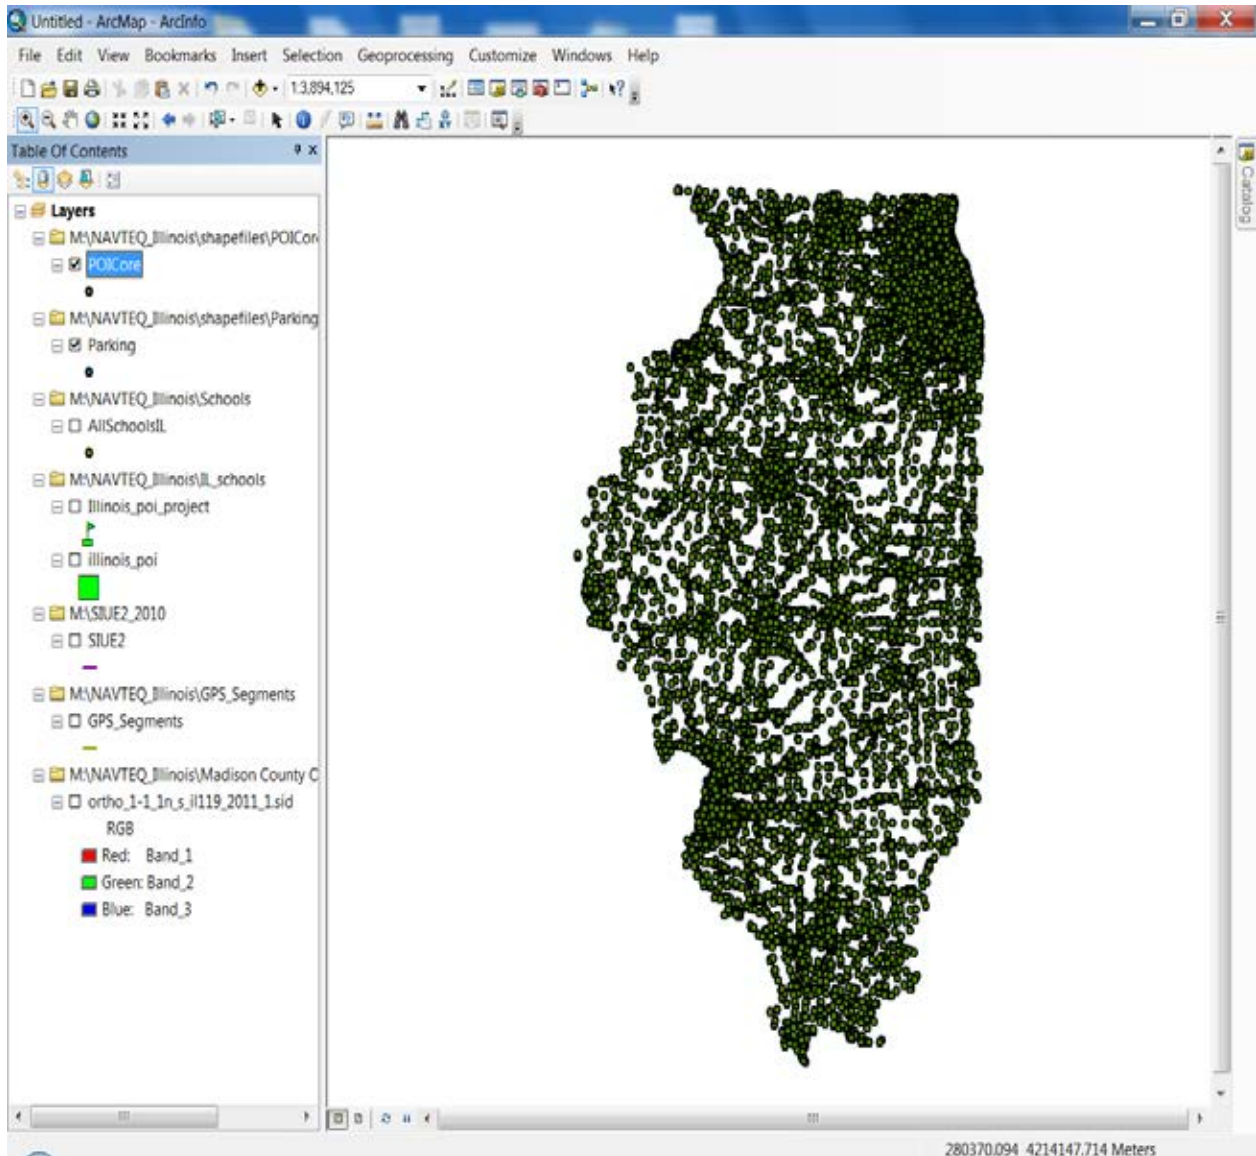 Untitled - ArcMap - ArcInfo
File Edit View Bookmarks Insert Selection Geoprocessing Customize Windows Help
1:3,894,125
Table Of Contents
Layers
M:\NAVTEQ_Illinois\shapefiles\POICor
POICore
M:\NAVTEQ_Illinois\shapefiles\Parking
Parking
M:\NAVTEQ_Illinois\Schools
AllSchoolsIL
M:\NAVTEQ_Illinois\IL_schools
Illinois_poi_project
illinois_poi
M:\SIUE2_2010
SIUE2
M:\NAVTEQ_Illinois\GPS_Segments
GPS_Segments
M:\NAVTEQ_Illinois\Madison County C
ortho_1-1_1n_s_il119_2011_1.sid
RGB
Red: Band_1
Green: Band_2
Blue: Band_3
Catalog
280370.094 4214147.714 Meters